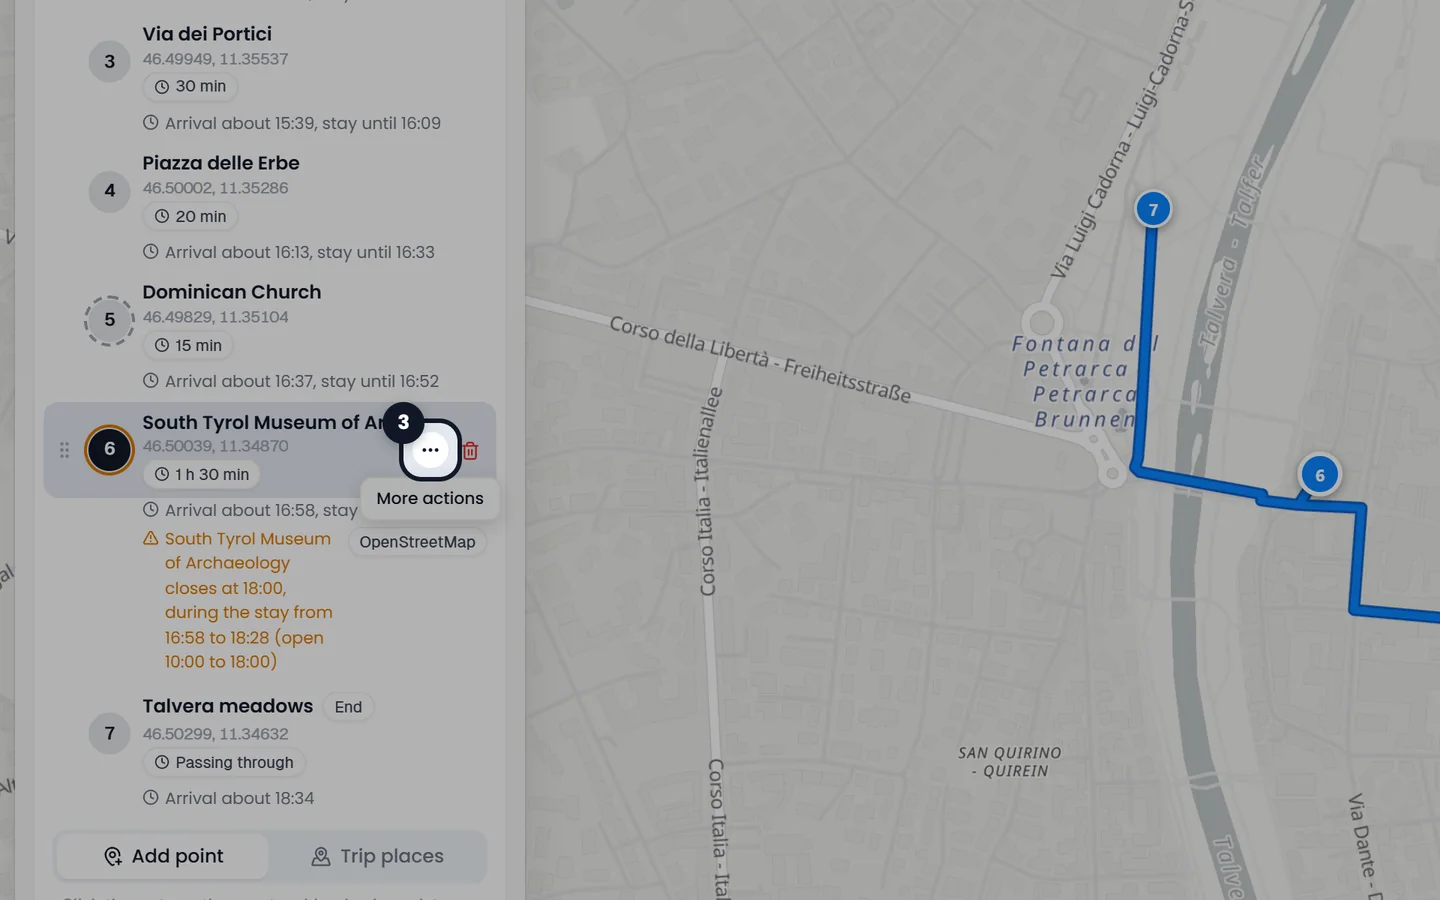 Via dei Portici
3
46.49949, 11.35537
30 min
Arrival about 15:39, stay until 16:09
Piazza delle Erbe
4
46.50002, 11.35286
20 min
Arrival about 16:13, stay until 16:33
Dominican Church
5
46.49829, 11.35104
15 min
Arrival about 16:37, stay until 16:52
South Tyrol Museum of Ar
3
6
46.50039, 11.34870
1 h 30 min
More actions
Arrival about 16:58, stay
OpenStreetMap
South Tyrol Museum
of Archaeology
closes at 18:00,
during the stay from
16:58 to 18:28 (open
10:00 to 18:00)
Talvera meadows
End
7
46.50299, 11.34632
Passing through
Arrival about 18:34
Add point
Trip places
Via Luigi Cadorna - Luigi-Cadorna-S
7
Talvera - Talfer
Corso della Libertà - Freiheitsstraße
Fontana del
Petrarca
Petrarca
Brunnen
Corso Italia - Italienallee
6
SAN QUIRINO
- QUIREIN
Corso Italia - Ita
Via Dante - D
Talve